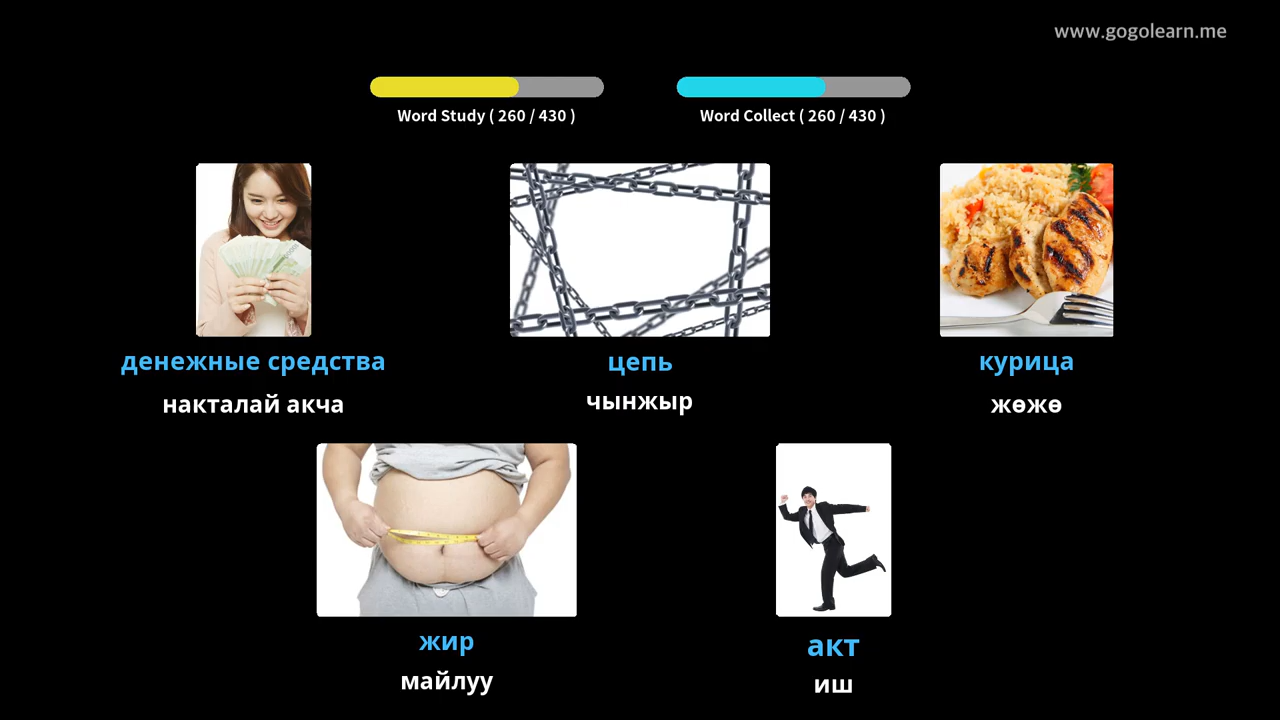 www.gogolearn.me
Word Study ( 260 / 430 )
Word Collect ( 260 / 430 )
денежные средства
накталай акча
цепь
чынжыр
курица
жөжө
жир
майлуу
акт
иш